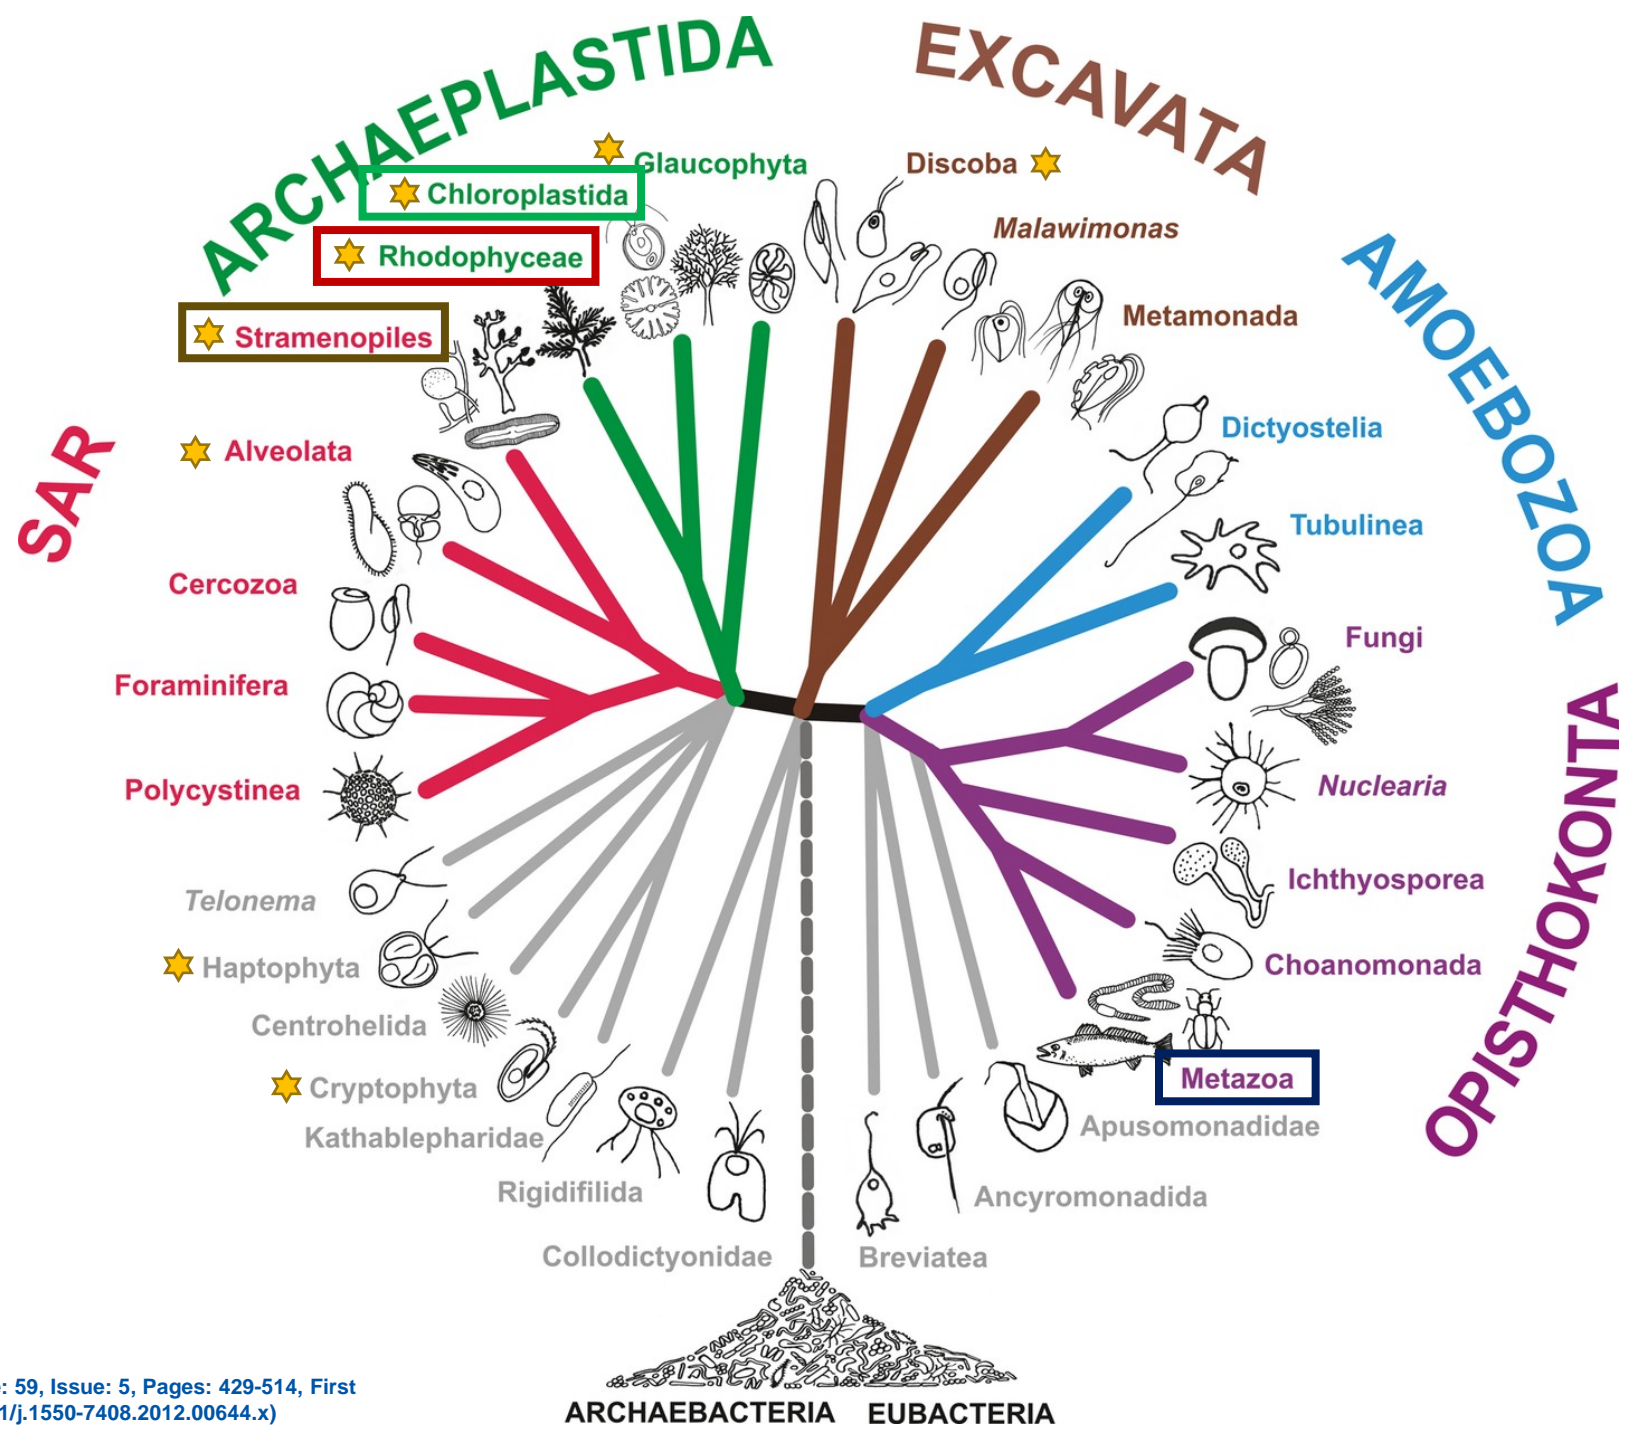 ARCHAEPLASTIDA
EXCAVATA
AMOEBOZOA
OPISTHOKONTA
SAR
Glaucophyta
Chloroplastida
Rhodophyceae
Stramenopiles
Alveolata
Cercozoa
Foraminifera
Polycystinea
Telonema
Haptophyta
Centrohelida
Cryptophyta
Kathablepharidae
Rigidifilida
Collodictyonidae
Discoba
Malawimonas
Metamonada
Dictyostelia
Tubulinea
Fungi
Nuclearia
Ichthyosporea
Choanomonada
Metazoa
Apusomonadidae
Ancyromonadida
Breviatea
: 59, Issue: 5, Pages: 429-514, First
1/j.1550-7408.2012.00644.x)
ARCHAEBACTERIA EUBACTERIA